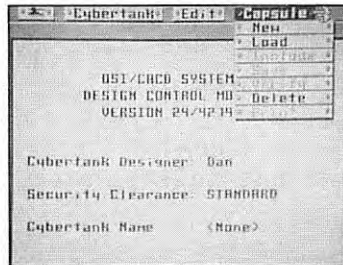 Cybertank Edit Capsule
New
Load
Include
Delete
OSI/CACD SYSTEM
DESIGN CONTROL MO
VERSION 24/4219
Cybertank Designer Dan
Security Clearance STANDARD
Cybertank Name <None>